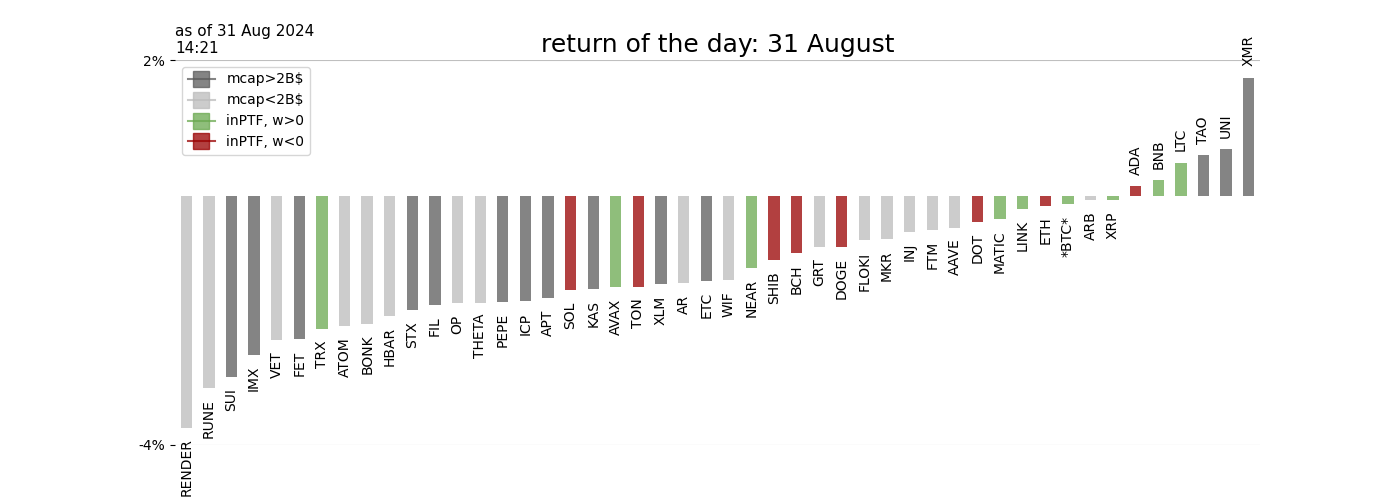 as of 31 Aug 2024
14:21
return of the day: 31 August
2%
mcap>2B$
mcap<2B$
inPTF, w>0
inPTF, w<0
-4%
RENDER
RUNE
SUI
IMX
VET
FET
TRX
ATOM
BONK
HBAR
STX
FIL
OP
THETA
PEPE
ICP
APT
SOL
KAS
AVAX
TON
XLM
AR
ETC
WIF
NEAR
SHIB
BCH
GRT
DOGE
FLOKI
MKR
INJ
FTM
AAVE
DOT
MATIC
LINK
ETH
*BTC*
ARB
XRP
ADA
BNB
LTC
TAO
UNI
XMR